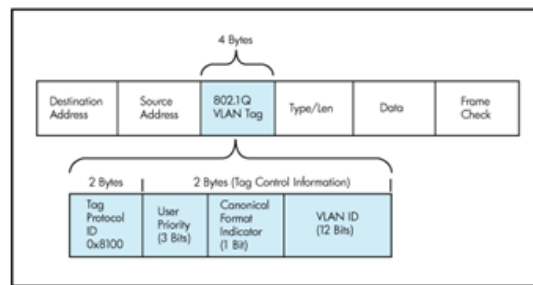 4 Bytes
Destination
Address
Source
Address
802.1Q
VLAN Tag
Type/Len
Data
Frame
Check
2 Bytes
2 Bytes (Tag Control Information)
Tag
Protocol
ID
0x8100
User
Priority
(3 Bits)
Canonical
Format
Indicator
(1 Bit)
VLAN ID
(12 Bits)